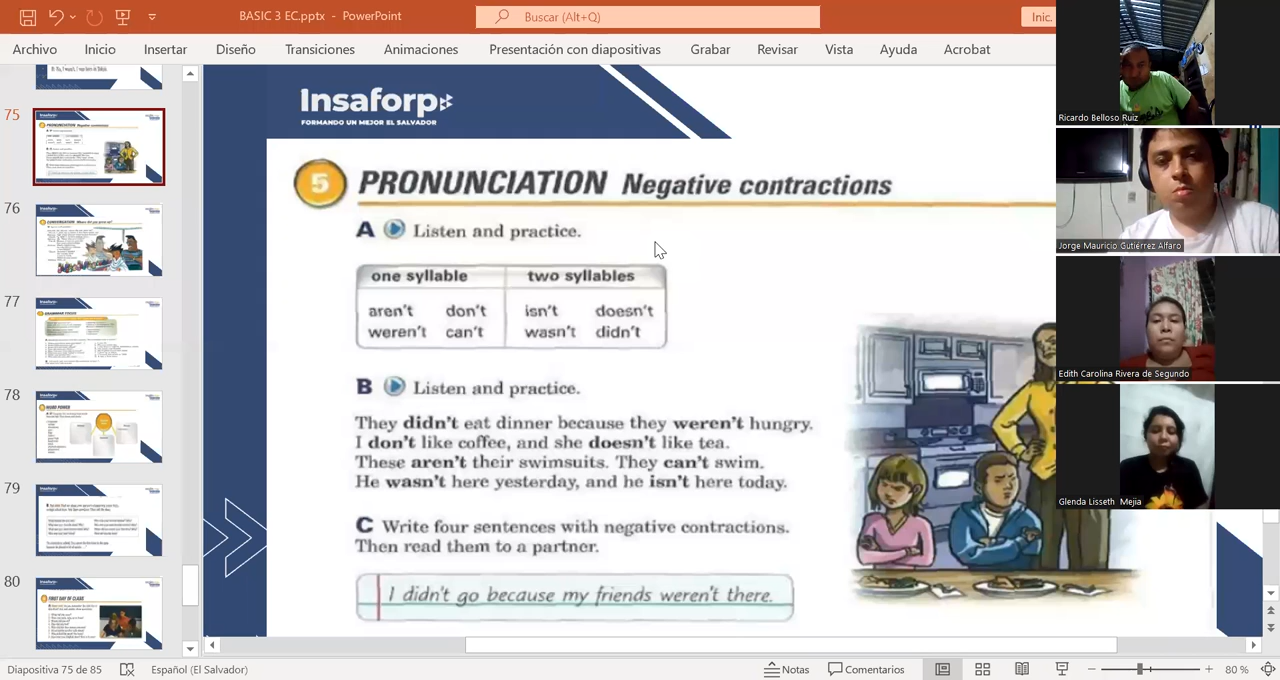 BASIC 3 EC.pptx - PowerPoint
Buscar (Alt+Q)
Inic.
Archivo Inicio Insertar Diseño Transiciones Animaciones Presentación con diapositivas Grabar Revisar Vista Ayuda Acrobat
75
76
77
78
79
80
Insaforp
FORMANDO UN MEJOR EL SALVADOR
5 PRONUNCIATION Negative contractions
A Listen and practice.
one syllable two syllables
aren't don't isn't doesn't
weren't can't wasn't didn't
B Listen and practice.
They didn't eat dinner because they weren't hungry.
I don't like coffee, and she doesn't like tea.
These aren't their swimsuits. They can't swim.
He wasn't here yesterday, and he isn't here today.
C Write four sentences with negative contractions.
Then read them to a partner.
I didn't go because my friends weren't there.
Ricardo Belloso Ruiz
Jorge Mauricio Gutiérrez Alfaro
Edith Carolina Rivera de Segundo
Glenda Lisseth Mejia
Diapositiva 75 de 85 Español (El Salvador) Notas Comentarios 80 %